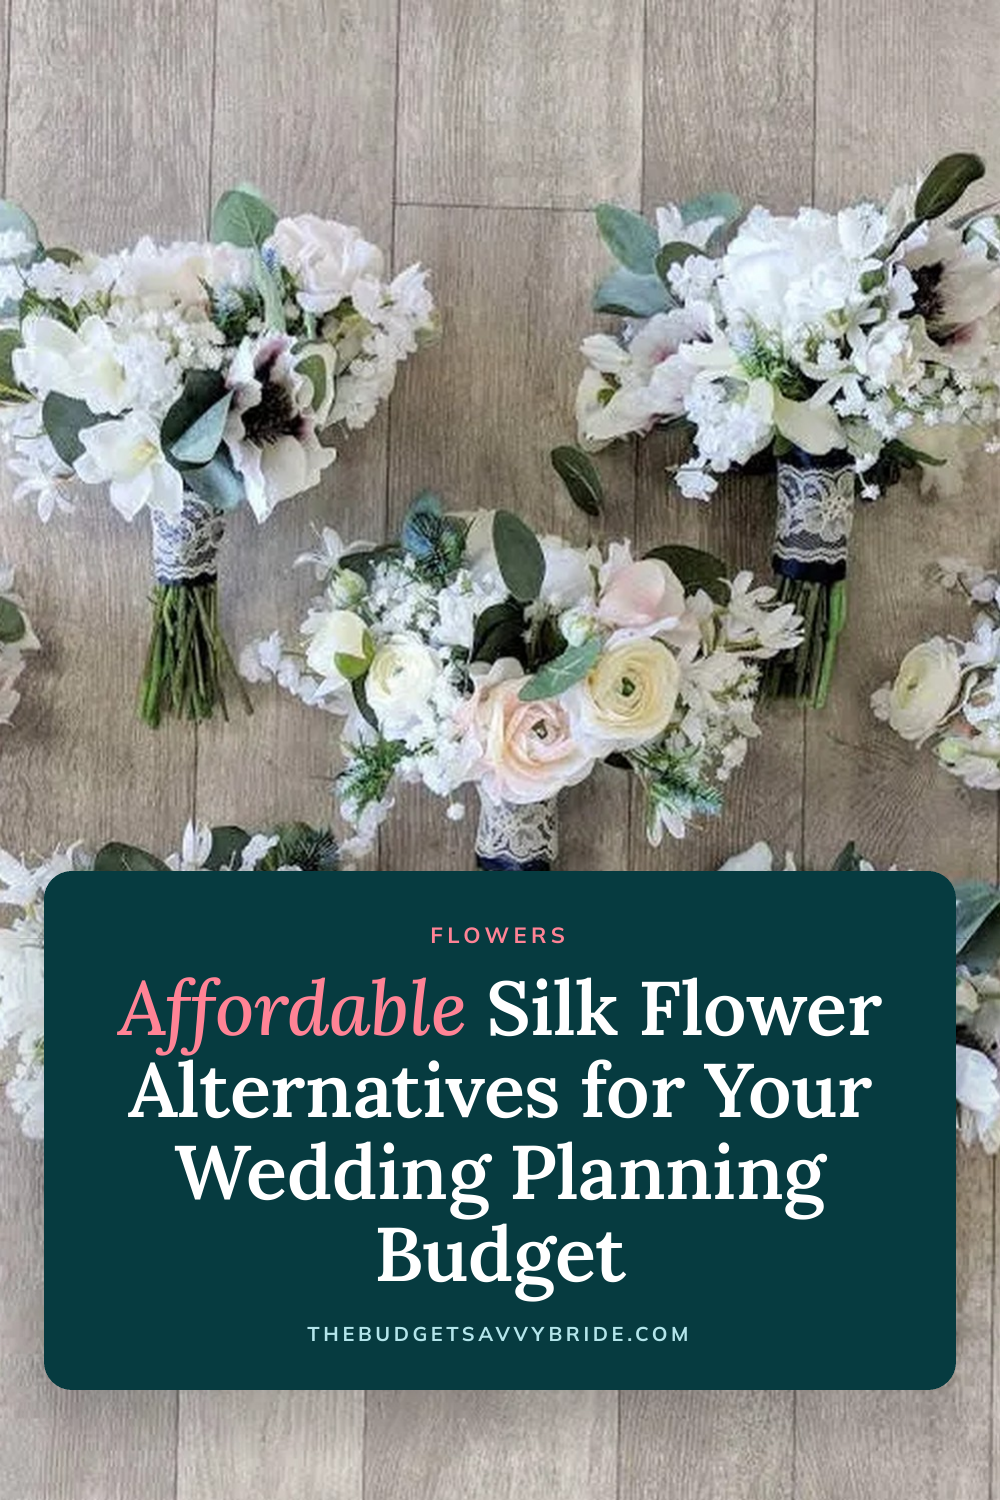 FLOWERS
Affordable Silk Flower
Alternatives for Your
Wedding Planning
Budget
THEBUDGETSAVVYBRIDE.COM